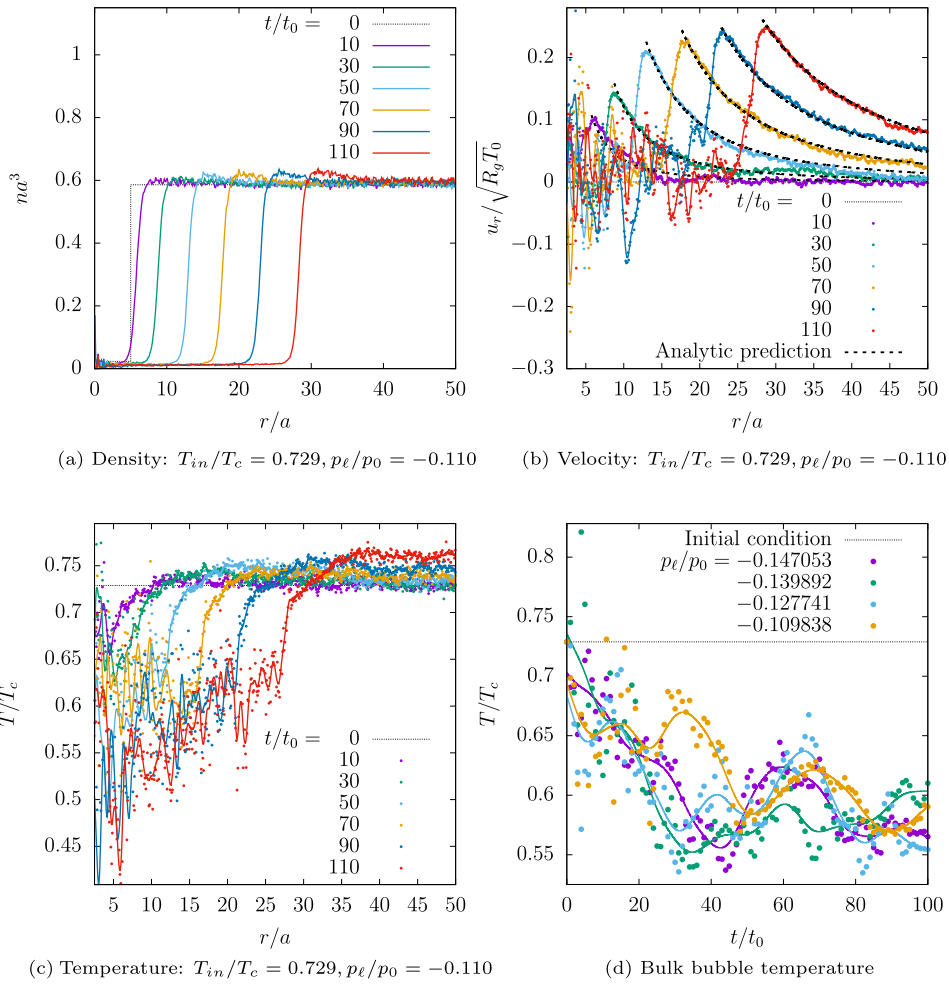 1
0.8
0.6
0.4
0.2
0
na³
t/t₀ = 0
10
30
50
70
90
110
0 10 20 30 40 50
r/a
(a) Density: T_in/T_c = 0.729, p_ℓ/p₀ = −0.110
0.2
0.1
0
−0.1
−0.2
−0.3
u_r/√R_gT₀
t/t₀ = 0
10
30
50
70
90
110
Analytic prediction
5 10 15 20 25 30 35 40 45 50
r/a
(b) Velocity: T_in/T_c = 0.729, p_ℓ/p₀ = −0.110
0.75
0.7
0.65
0.6
0.55
0.5
0.45
T/T_c
t/t₀ = 0
10
30
50
70
90
110
5 10 15 20 25 30 35 40 45 50
r/a
(c) Temperature: T_in/T_c = 0.729, p_ℓ/p₀ = −0.110
0.8
0.75
0.7
0.65
0.6
0.55
T/T_c
Initial condition
p_ℓ/p₀ = −0.147053
−0.139892
−0.127741
−0.109838
0 20 40 60 80 100
t/t₀
(d) Bulk bubble temperature